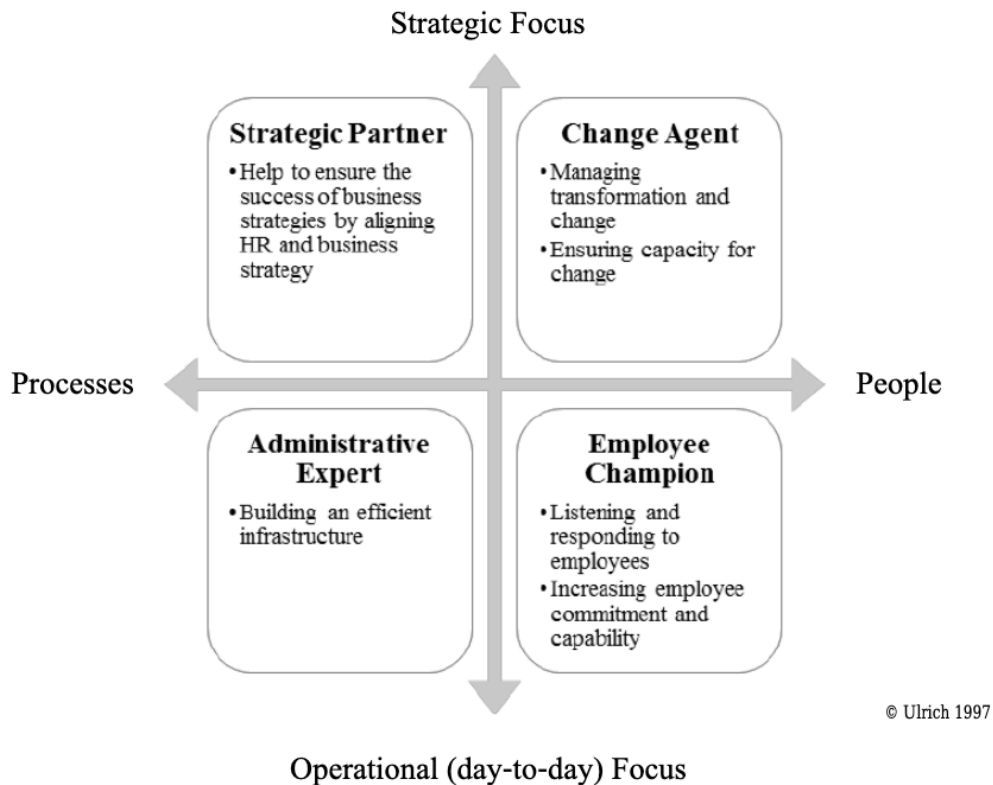 Strategic Focus
Strategic Partner
•Help to ensure the
success of business
strategies by aligning
HR and business
strategy
Change Agent
•Managing
transformation and
change
•Ensuring capacity for
change
Processes
People
Administrative
Expert
•Building an efficient
infrastructure
Employee
Champion
•Listening and
responding to
employees
•Increasing employee
commitment and
capability
© Ulrich 1997
Operational (day-to-day) Focus